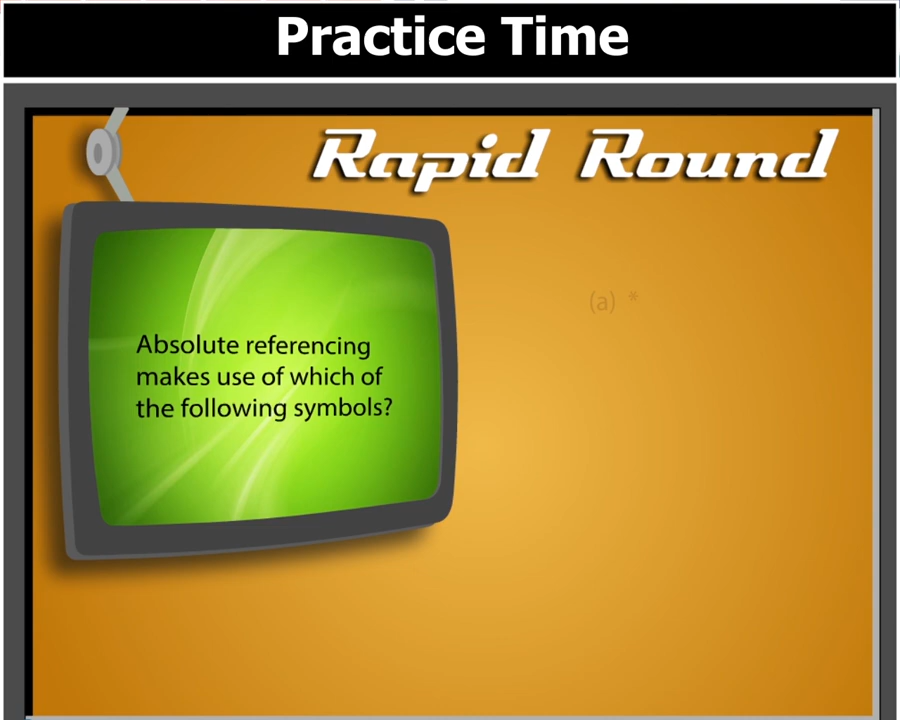 Practice Time
Rapid Round
Absolute referencing
makes use of which of
the following symbols?
(a) *